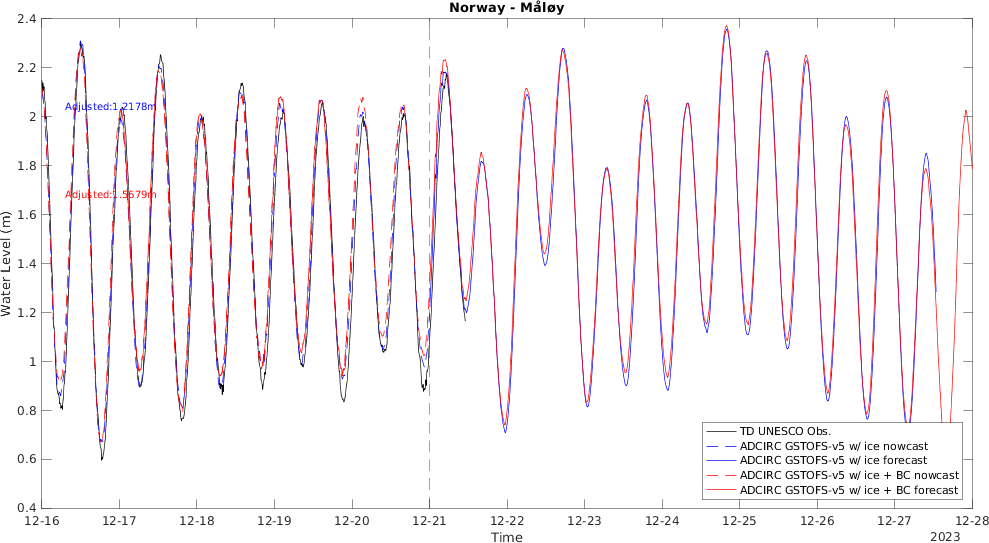 Norway - Måløy
2.4
2.2
2
1.8
1.6
1.4
1.2
1
0.8
0.6
0.4
Water Level (m)
Adjusted:1.2178m
Adjusted:1.5679m
TD UNESCO Obs.
ADCIRC GSTOFS-v5 w/ ice nowcast
ADCIRC GSTOFS-v5 w/ ice forecast
ADCIRC GSTOFS-v5 w/ ice + BC nowcast
ADCIRC GSTOFS-v5 w/ ice + BC forecast
12-16 12-17 12-18 12-19 12-20 12-21 12-22 12-23 12-24 12-25 12-26 12-27 12-28
Time
2023